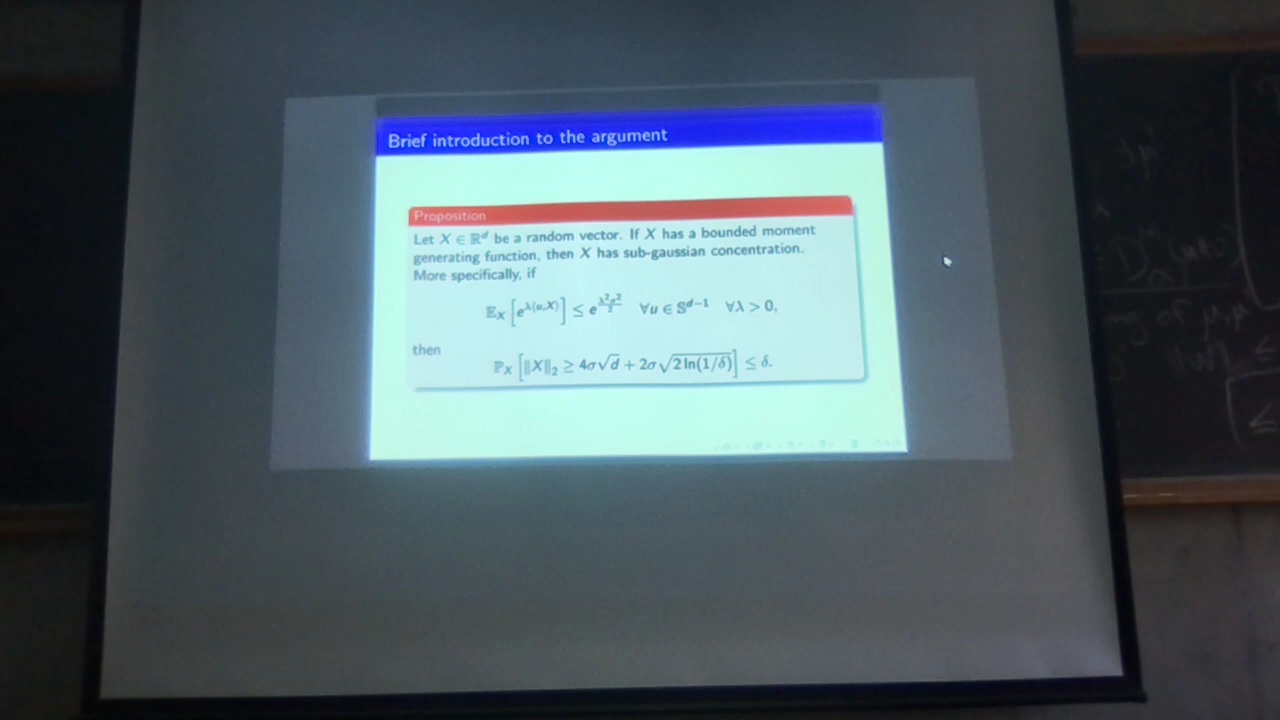 Brief introduction to the argument
Proposition
Let X ∈ ℝ^d be a random vector. If X has a bounded moment
generating function, then X has sub-gaussian concentration.
More specifically, if
𝔼_X [e^{λ⟨u,X⟩}] ≤ e^{λ²σ²/2} ∀u ∈ 𝕊^{d−1} ∀λ > 0,
then
ℙ_X [‖X‖₂ ≥ 4σ√d + 2σ√(2 ln(1/δ))] ≤ δ.